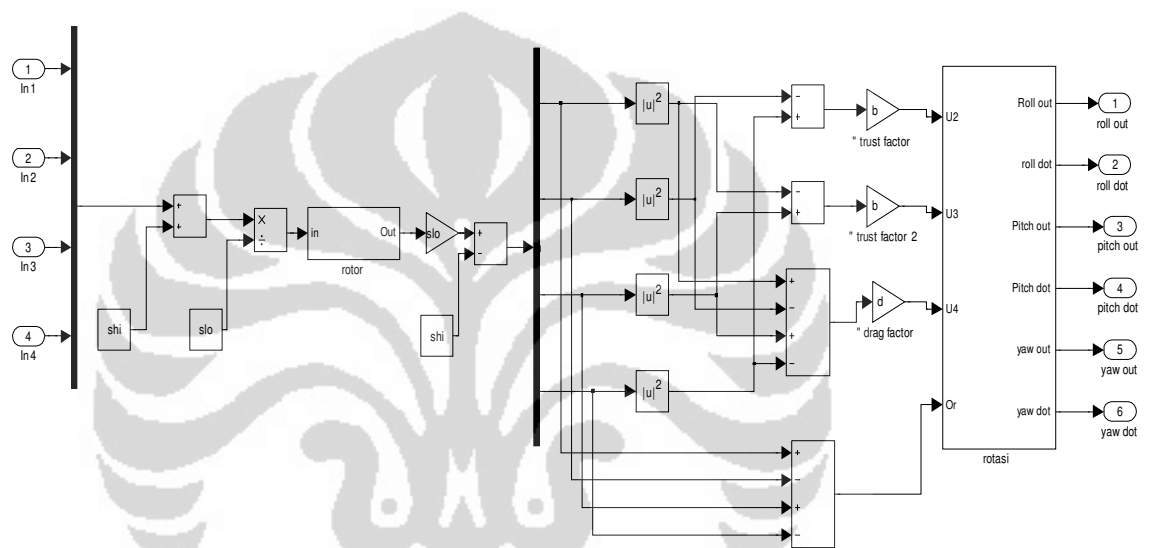 1
In1
2
In2
3
In3
4
In4
+
+
shi
slo
X
÷
in
Out
rotor
slo
shi
+
-
|u|²
|u|²
|u|²
|u|²
-
+
b
" trust factor
-
+
b
" trust factor 2
+
-
+
-
d
" drag factor
+
-
+
-
U2
U3
U4
Or
Roll out
roll dot
Pitch out
Pitch dot
yaw out
yaw dot
rotasi
1
roll out
2
roll dot
3
pitch out
4
pitch dot
5
yaw out
6
yaw dot